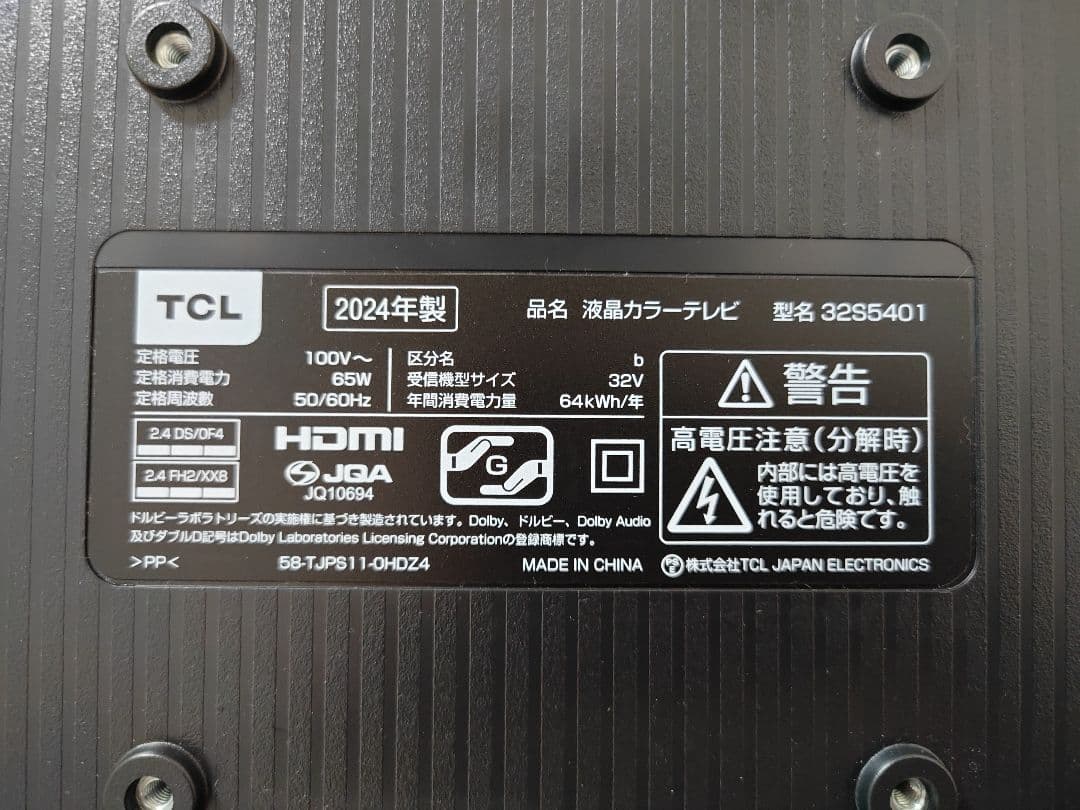 TCL 2024年製 品名 液晶カラーテレビ 型名 32S5401
定格電圧 100V～
定格消費電力 65W
定格周波数 50/60Hz
区分名 b
受信機型サイズ 32V
年間消費電力量 64kWh/年
警告
高電圧注意(分解時)
内部には高電圧を
使用しており、触
れると危険です。
2.4 DS/OF4
2.4 FH2/XX8
HDMI
JQA
JQ10694
G
ドルビーラボラトリーズの実施権に基づき製造されています。Dolby、ドルビー、Dolby Audio
及びダブルD記号はDolby Laboratories Licensing Corporationの登録商標です。
>PP< 58-TJPS11-0HDZ4 MADE IN CHINA PSE 株式会社TCL JAPAN ELECTRONICS